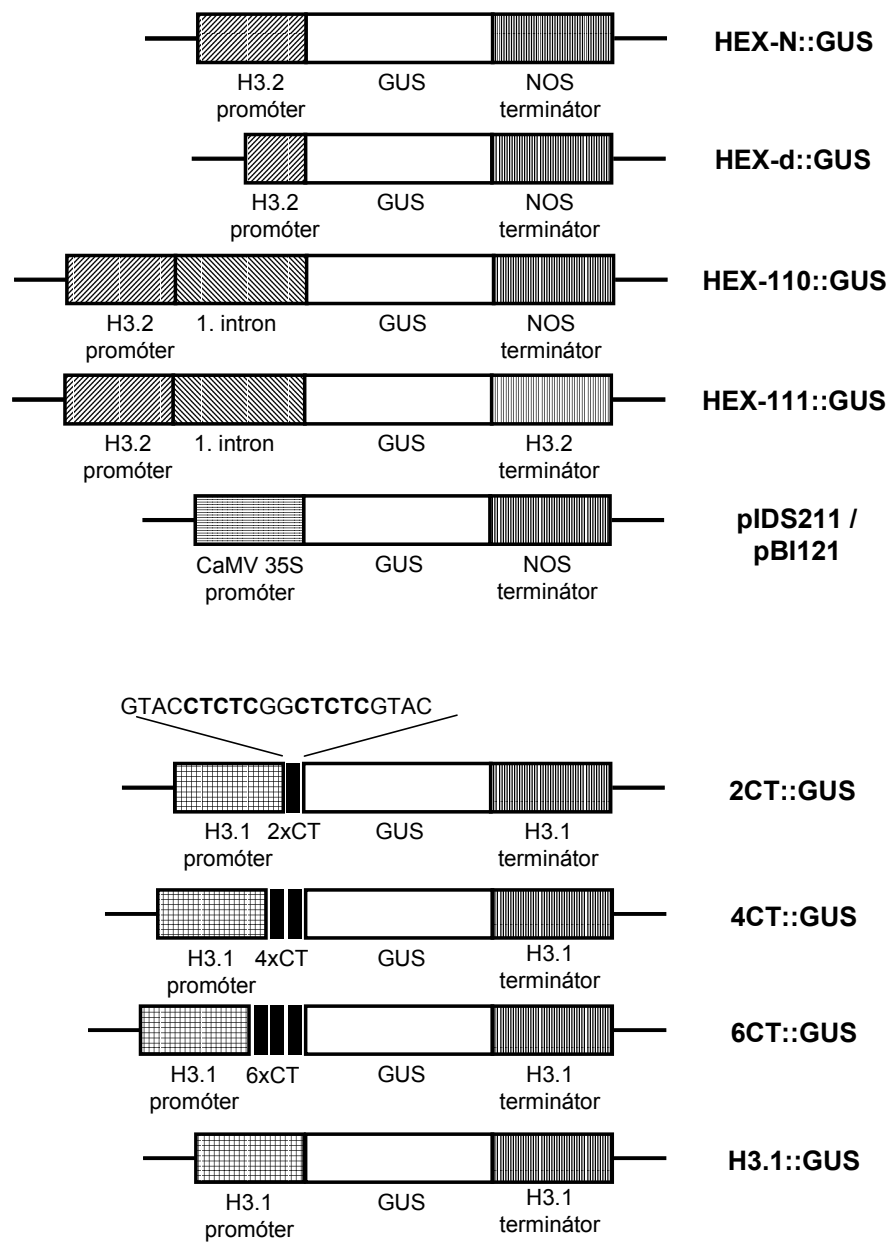 HEX-N::GUS
H3.2 GUS NOS
promóter terminátor
HEX-d::GUS
H3.2 GUS NOS
promóter terminátor
HEX-110::GUS
H3.2 1. intron GUS NOS
promóter terminátor
HEX-111::GUS
H3.2 1. intron GUS H3.2
promóter terminátor
pIDS211 /
pBI121
CaMV 35S GUS NOS
promóter terminátor
GTACCTCTCGGCTCTCGTAC
2CT::GUS
H3.1 2xCT GUS H3.1
promóter terminátor
4CT::GUS
H3.1 4xCT GUS H3.1
promóter terminátor
6CT::GUS
H3.1 6xCT GUS H3.1
promóter terminátor
H3.1::GUS
H3.1 GUS H3.1
promóter terminátor